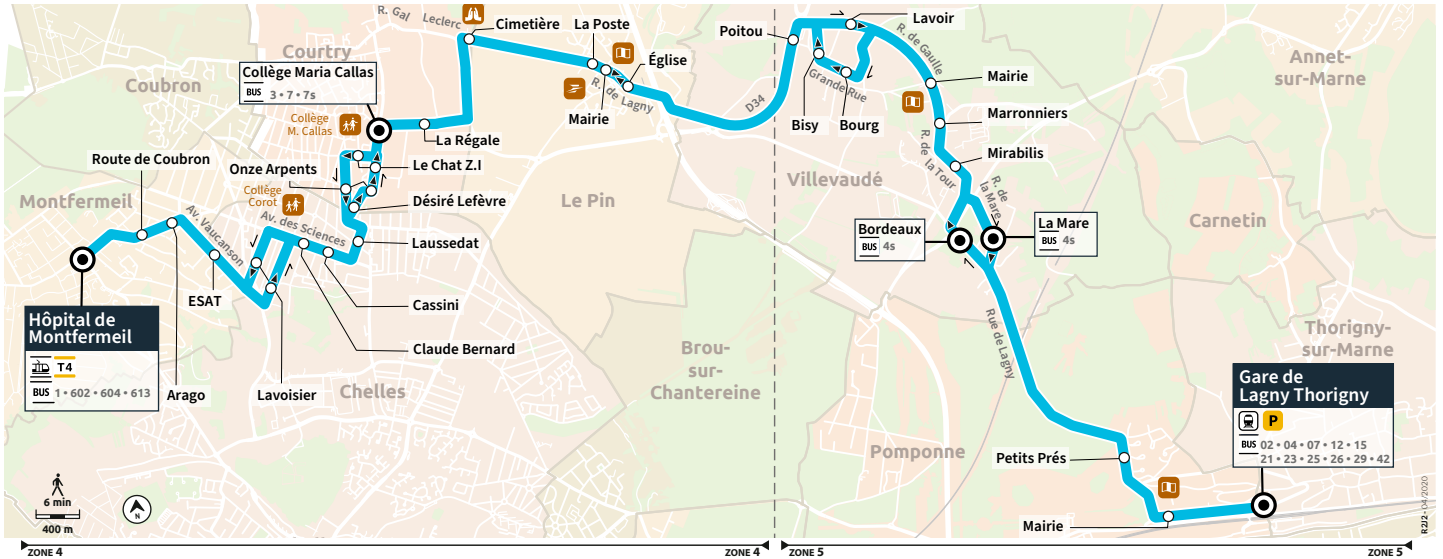 R. Gal Leclerc
Cimetière
La Poste
Lavoir
Poitou
R. de Gaulle
Courtry
Annet-
sur-Marne
Collège Maria Callas
BUS 3 • 7 • 7s
Église
Coubron
R. de Lagny
Grande Rue
Mairie
D34
Mairie
Collège
M. Callas
Bisy
Bourg
Marronniers
La Régale
Route de Coubron
Onze Arpents
Le Chat Z.I
R. de la Tour
Mirabilis
Villevaudé
R. de
la Mare
Montfermeil
Collège
Corot
Désiré Lefèvre
Le Pin
Av. Vaucanson
Av. des Sciences
Carnetin
Laussedat
Bordeaux
BUS 4s
La Mare
BUS 4s
ESAT
Cassini
Hôpital de
Montfermeil
T4
BUS 1 • 602 • 604 • 613
Rue de Lagny
Claude Bernard
Brou-
sur-
Chantereine
Thorigny-
sur-Marne
Arago
Lavoisier
Chelles
Gare de
Lagny Thorigny
P
BUS 02 • 04 • 07 • 12 • 15
21 • 23 • 25 • 26 • 29 • 42
Pomponne
Petits Prés
6 min
400 m
N
Mairie
R2J2 - 04/2020
ZONE 4
ZONE 4
ZONE 5
ZONE 5